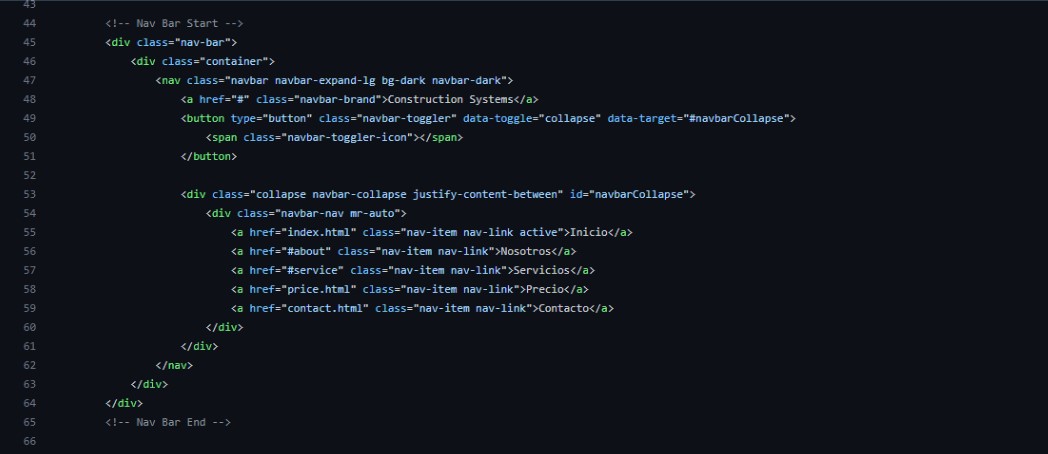 43
44 <!-- Nav Bar Start -->
45 <div class="nav-bar">
46 <div class="container">
47 <nav class="navbar navbar-expand-lg bg-dark navbar-dark">
48 <a href="#" class="navbar-brand">Construction Systems</a>
49 <button type="button" class="navbar-toggler" data-toggle="collapse" data-target="#navbarCollapse">
50 <span class="navbar-toggler-icon"></span>
51 </button>
52
53 <div class="collapse navbar-collapse justify-content-between" id="navbarCollapse">
54 <div class="navbar-nav mr-auto">
55 <a href="index.html" class="nav-item nav-link active">Inicio</a>
56 <a href="#about" class="nav-item nav-link">Nosotros</a>
57 <a href="#service" class="nav-item nav-link">Servicios</a>
58 <a href="price.html" class="nav-item nav-link">Precio</a>
59 <a href="contact.html" class="nav-item nav-link">Contacto</a>
60 </div>
61 </div>
62 </nav>
63 </div>
64 </div>
65 <!-- Nav Bar End -->
66